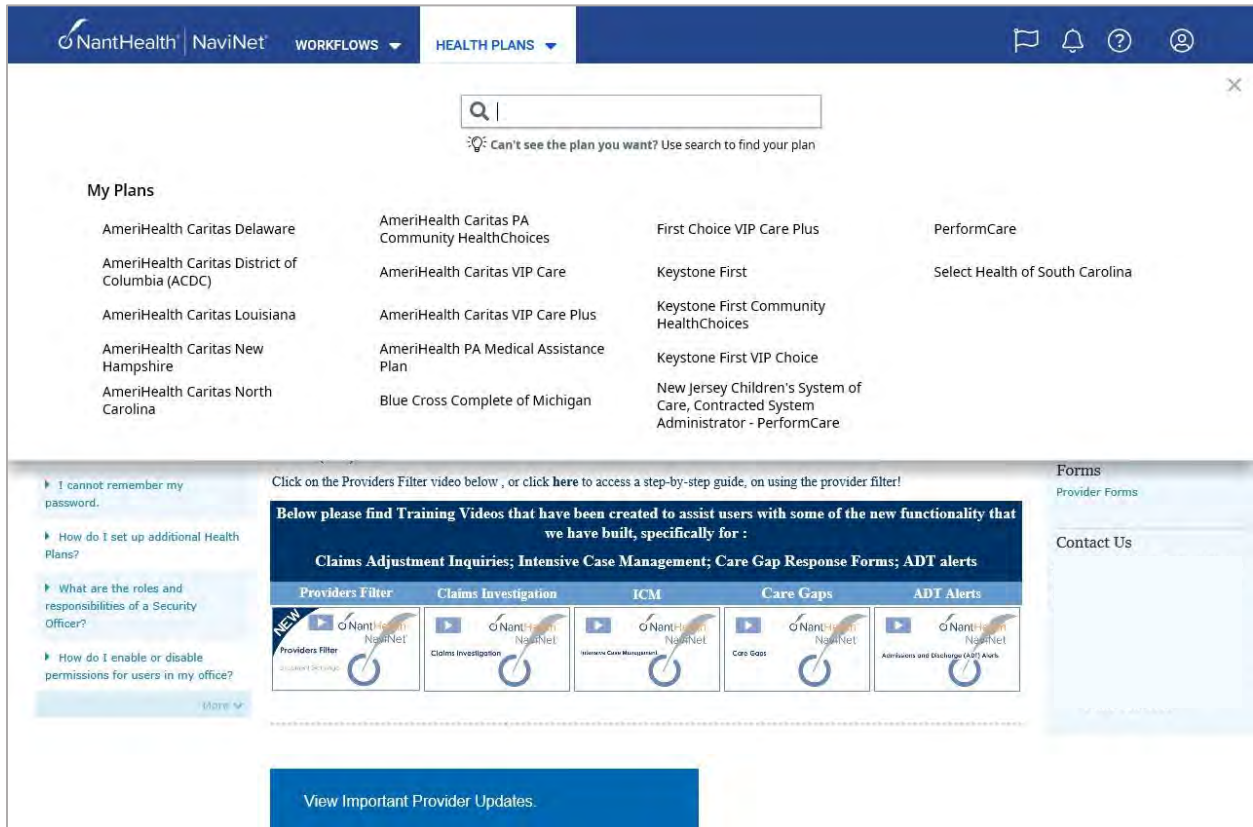 NantHealth® | NaviNet® WORKFLOWS HEALTH PLANS
Can't see the plan you want? Use search to find your plan
My Plans
AmeriHealth Caritas Delaware
AmeriHealth Caritas District of
Columbia (ACDC)
AmeriHealth Caritas Louisiana
AmeriHealth Caritas New
Hampshire
AmeriHealth Caritas North
Carolina
AmeriHealth Caritas PA
Community HealthChoices
AmeriHealth Caritas VIP Care
AmeriHealth Caritas VIP Care Plus
AmeriHealth PA Medical Assistance
Plan
Blue Cross Complete of Michigan
First Choice VIP Care Plus
Keystone First
Keystone First Community
HealthChoices
Keystone First VIP Choice
New Jersey Children's System of
Care, Contracted System
Administrator - PerformCare
PerformCare
Select Health of South Carolina
I cannot remember my
password.
How do I set up additional Health
Plans?
What are the roles and
responsibilities of a Security
Officer?
How do I enable or disable
permissions for users in my office?
More
Click on the Providers Filter video below , or click here to access a step-by-step guide, on using the provider filter!
Below please find Training Videos that have been created to assist users with some of the new functionality that
we have built, specifically for :
Claims Adjustment Inquiries; Intensive Case Management; Care Gap Response Forms; ADT alerts
Providers Filter Claims Investigation ICM Care Gaps ADT Alerts
NEW
NantHealth
NaviNet
Providers Filter
NantHealth
NaviNet
Claims Investigation
NantHealth
NaviNet
Intensive Case Management
NantHealth
NaviNet
Care Gaps
NantHealth
NaviNet
Admissions and Discharge (ADT) Alerts
Forms
Provider Forms
Contact Us
View Important Provider Updates.